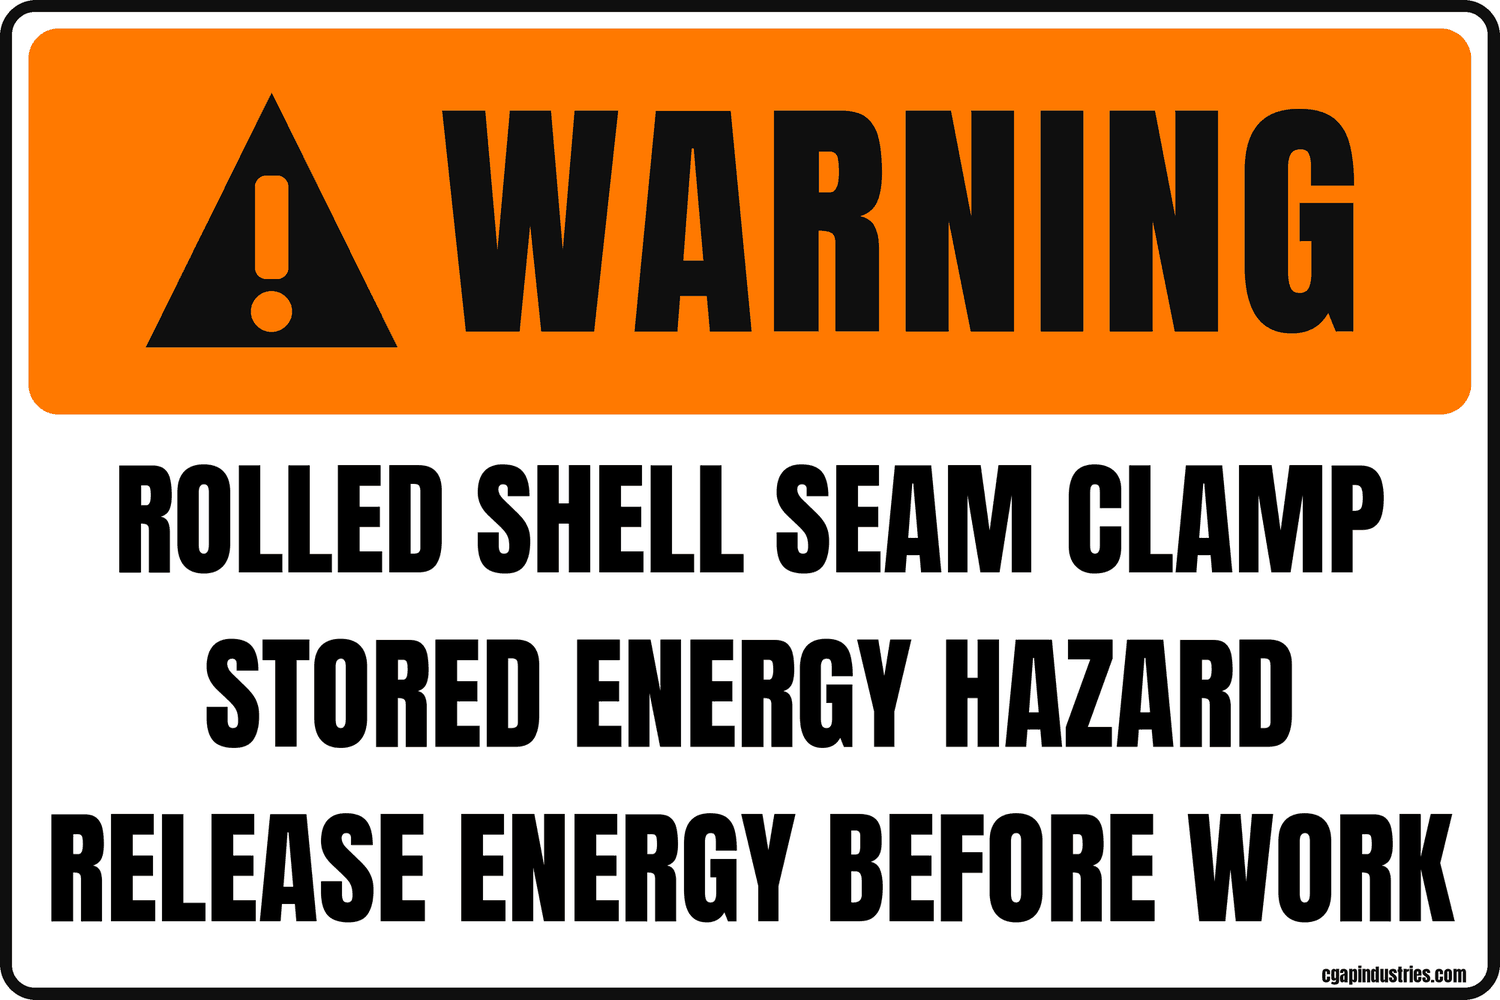 WARNING
ROLLED SHELL SEAM CLAMP
STORED ENERGY HAZARD
RELEASE ENERGY BEFORE WORK
cgapindustries.com